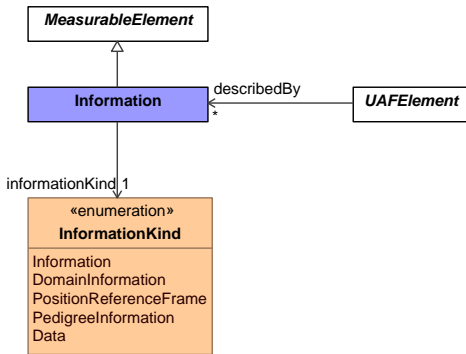 MeasurableElement
Information
describedBy
*
UAFElement
informationKind 1
«enumeration»
InformationKind
Information
DomainInformation
PositionReferenceFrame
PedigreeInformation
Data